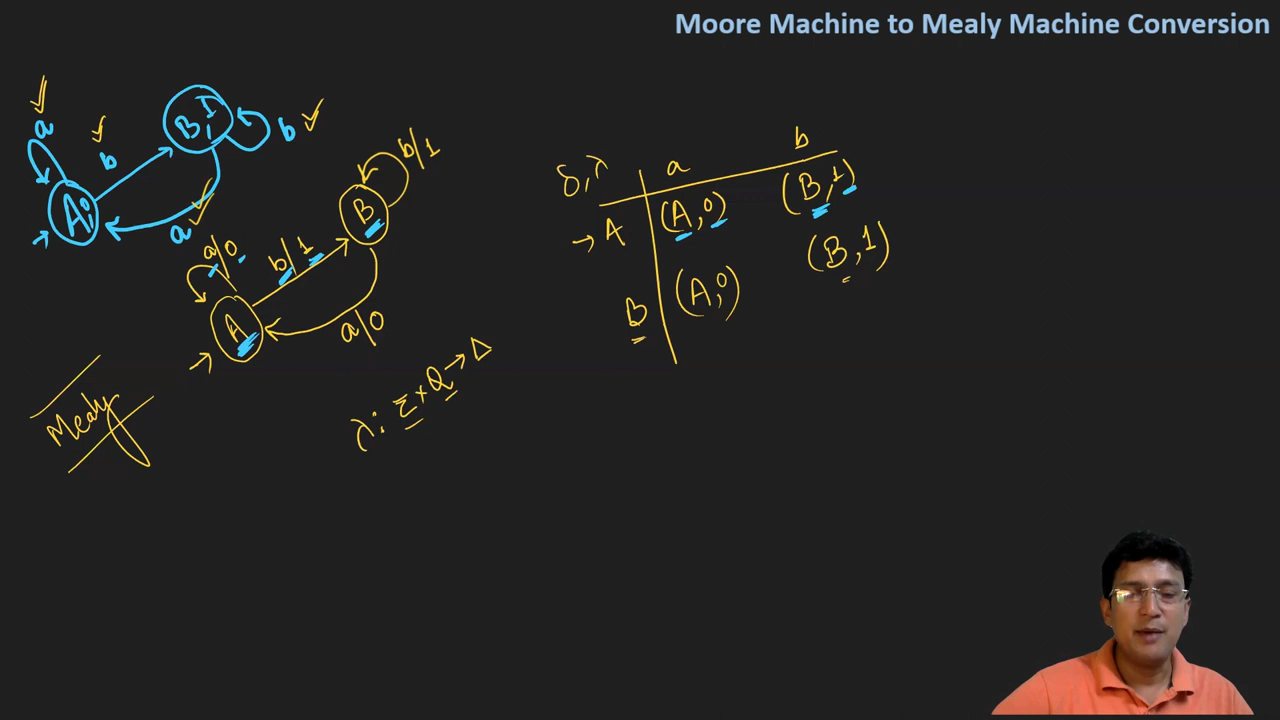 Moore Machine to Mealy Machine Conversion
a
b
B,1
b
A,0
a
b/1
B
a/0
b/1
A
a/0
Mealy
λ: Σ × Q → Δ
δ, λ a b
→ A (A, 0) (B, 1)
B (A, 0) (B, 1)